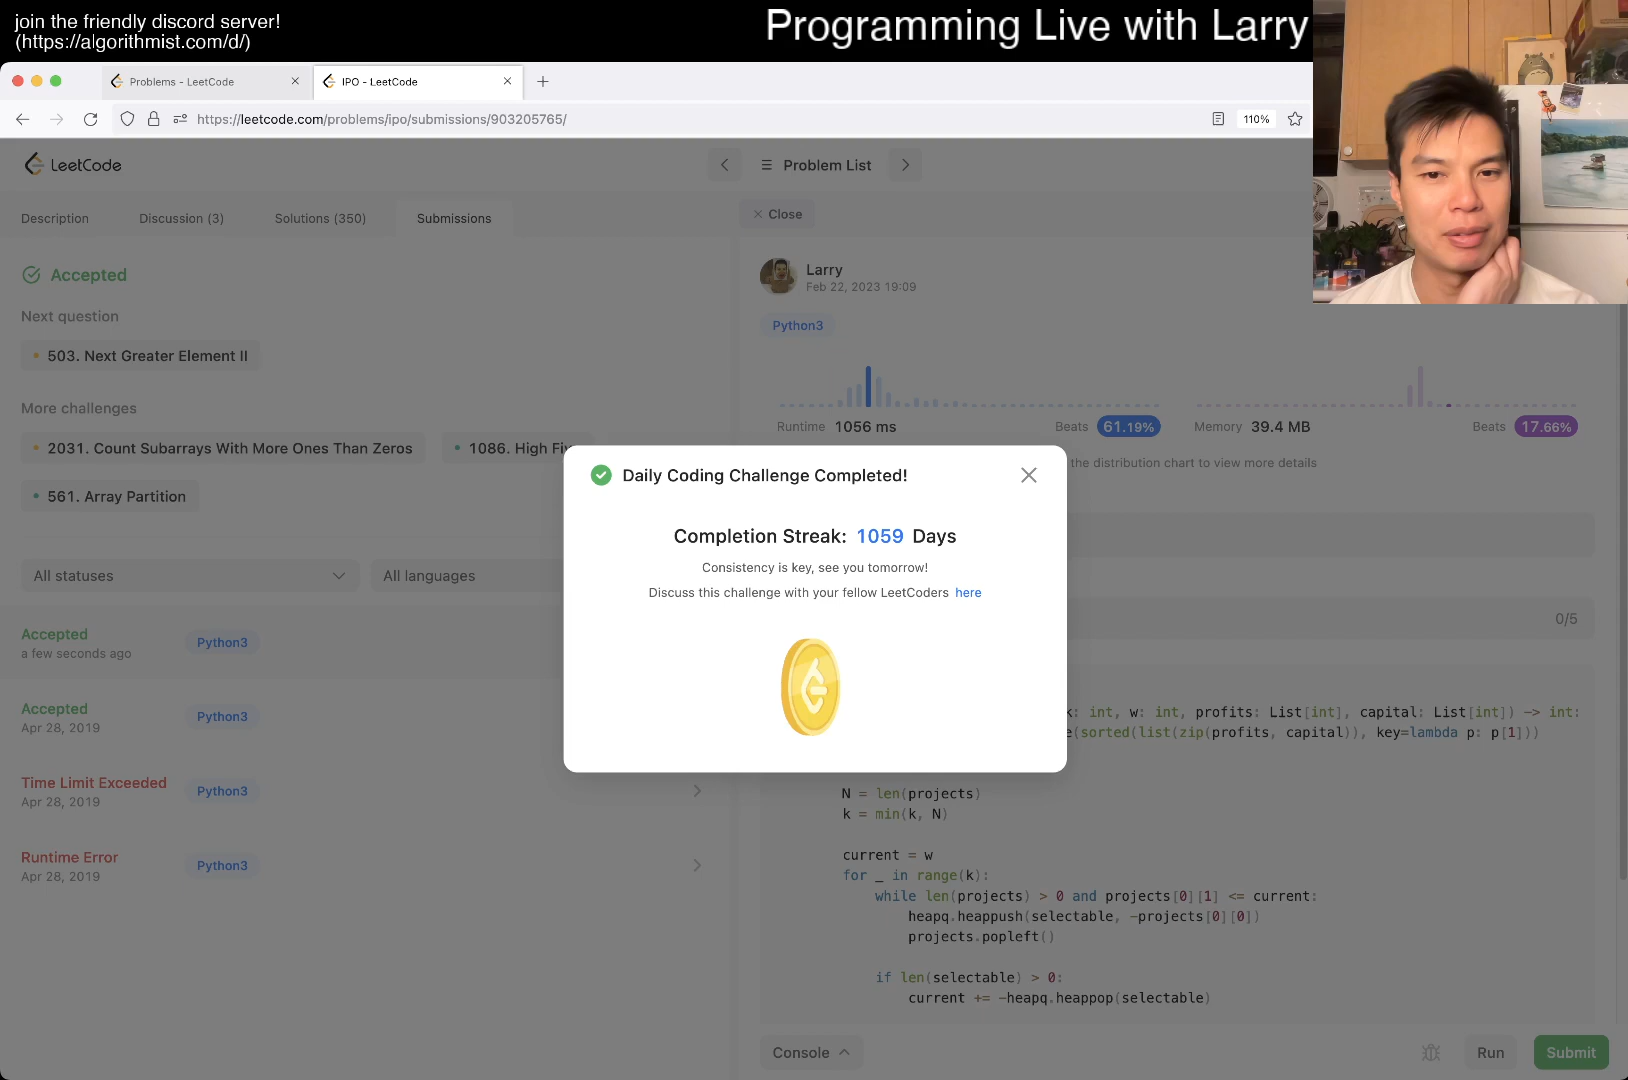 join the friendly discord server!
(https://algorithmist.com/d/)
Programming Live with Larry
Problems - LeetCode
IPO - LeetCode
https://leetcode.com/problems/ipo/submissions/903205765/
110%
LeetCode
Problem List
Description
Discussion (3)
Solutions (350)
Submissions
Close
Accepted
Larry
Feb 22, 2023 19:09
Next question
Python3
503. Next Greater Element II
More challenges
Runtime 1056 ms
Beats 61.19%
Memory 39.4 MB
Beats 17.66%
2031. Count Subarrays With More Ones Than Zeros
1086. High Fiv
the distribution chart to view more details
561. Array Partition
Daily Coding Challenge Completed!
Completion Streak: 1059 Days
Consistency is key, see you tomorrow!
Discuss this challenge with your fellow LeetCoders here
All statuses
All languages
0/5
Accepted
a few seconds ago
Python3
Accepted
Apr 28, 2019
Python3
Time Limit Exceeded
Apr 28, 2019
Python3
Runtime Error
Apr 28, 2019
Python3
k: int, w: int, profits: List[int], capital: List[int]) -> int:
e(sorted(list(zip(profits, capital)), key=lambda p: p[1]))
N = len(projects)
k = min(k, N)
current = w
for _ in range(k):
while len(projects) > 0 and projects[0][1] <= current:
heapq.heappush(selectable, -projects[0][0])
projects.popleft()
if len(selectable) > 0:
current += -heapq.heappop(selectable)
Console
Run
Submit